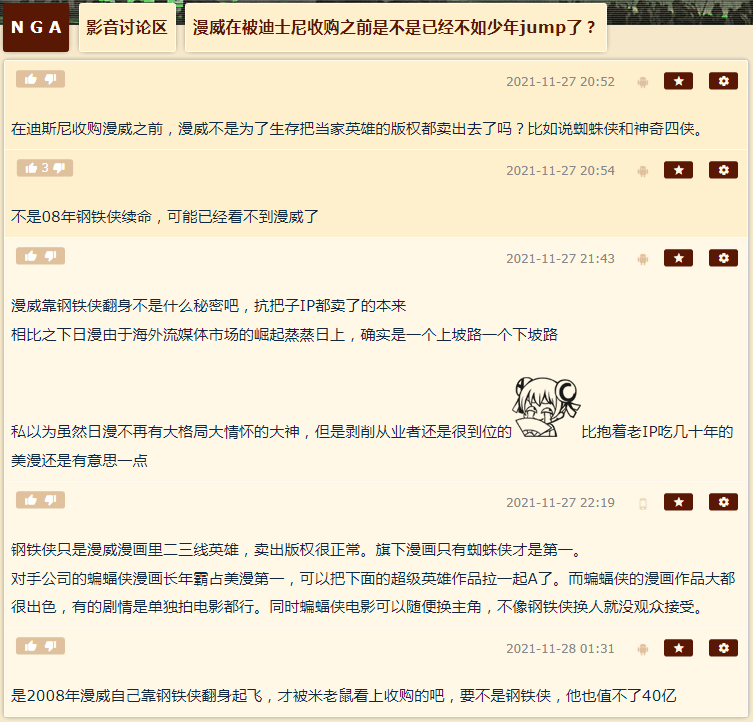 NGA 影音讨论区 漫威在被迪士尼收购之前是不是已经不如少年jump了？
2021-11-27 20:52
在迪斯尼收购漫威之前，漫威不是为了生存把当家英雄的版权都卖出去了吗？比如说蜘蛛侠和神奇四侠。
3 2021-11-27 20:54
不是08年钢铁侠续命，可能已经看不到漫威了
2021-11-27 21:43
漫威靠钢铁侠翻身不是什么秘密吧，抗把子IP都卖了的本来
相比之下日漫由于海外流媒体市场的崛起蒸蒸日上，确实是一个上坡路一个下坡路
私以为虽然日漫不再有大格局大情怀的大神，但是剥削从业者还是很到位的 比抱着老IP吃几十年的
美漫还是有意思一点
2021-11-27 22:19
钢铁侠只是漫威漫画里二三线英雄，卖出版权很正常。旗下漫画只有蜘蛛侠才是第一。
对手公司的蝙蝠侠漫画长年霸占美漫第一，可以把下面的超级英雄作品拉一起A了。而蝙蝠侠的漫画作品大都
很出色，有的剧情是单独拍电影都行。同时蝙蝠侠电影可以随便换主角，不像钢铁侠换人就没观众接受。
2021-11-28 01:31
是2008年漫威自己靠钢铁侠翻身起飞，才被米老鼠看上收购的吧，要不是钢铁侠，他也值不了40亿